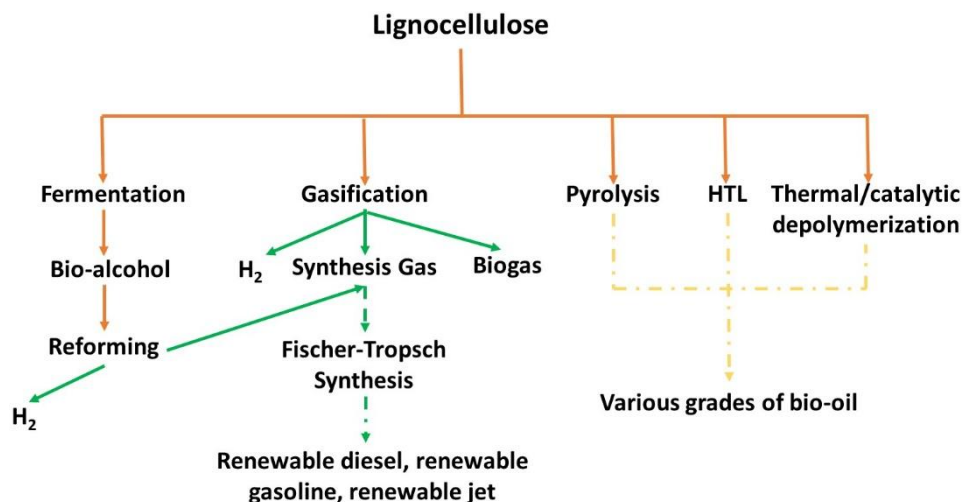 Lignocellulose
Fermentation
Gasification
Pyrolysis
HTL
Thermal/catalytic
depolymerization
H₂
Synthesis Gas
Biogas
Bio-alcohol
Reforming
Fischer-Tropsch
Synthesis
H₂
Various grades of bio-oil
Renewable diesel, renewable
gasoline, renewable jet